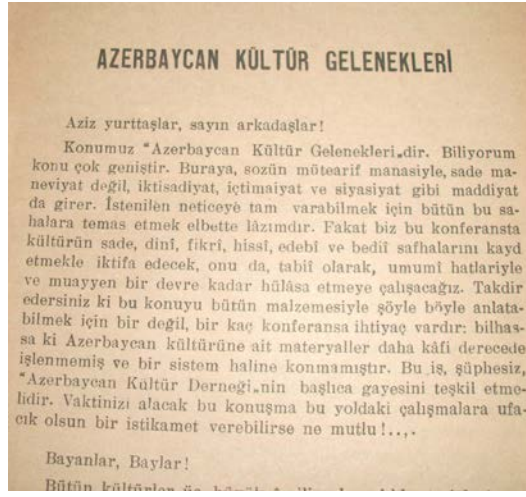 AZERBAYCAN KÜLTÜR GELENEKLERİ
Aziz yurttaşlar, sayın arkadaşlar!
Konumuz "Azerbaycan Kültür Gelenekleri„dir. Biliyorum
konu çok geniştir. Buraya, sozün mötearif manasiyle, sade ma-
neviyat değil, iktisadiyat, içtimaiyat ve siyasiyat gibi maddiyat
da girer. İstenilen neticeye tam varabilmek için bütün bu sa-
halara temas etmek elbette lâzımdır. Fakat biz bu konferansta
kültürün sade, dinî, fikrî, hissî, edebî ve bediî safhalarını kayd
etmekle iktifa edecek, onu da, tabiî olarak, umumî hatlariyle
ve muayyen bir devre kadar hülâsa etmeye çalışacağız. Takdir
edersiniz ki bu konuyu bütün malzemesiyle şöyle böyle anlata-
bilmek için bir değil, bir kaç konferansa ihtiyaç vardır: bilhas-
sa ki Azerbaycan kültürüne ait materyaller daha kâfi derecede
işlenmemiş ve bir sistem haline konmamıştır. Bu iş, şüphesiz,
"Azerbaycan Kültür Derneği„nin başlıca gayesini teşkil etme-
lidir. Vaktinizi alacak bu konuşma bu yoldaki çalışmalara ufa-
cık olsun bir istikamet verebilirse ne mutlu!..,.
Bayanlar, Baylar!
Bütün kültürler